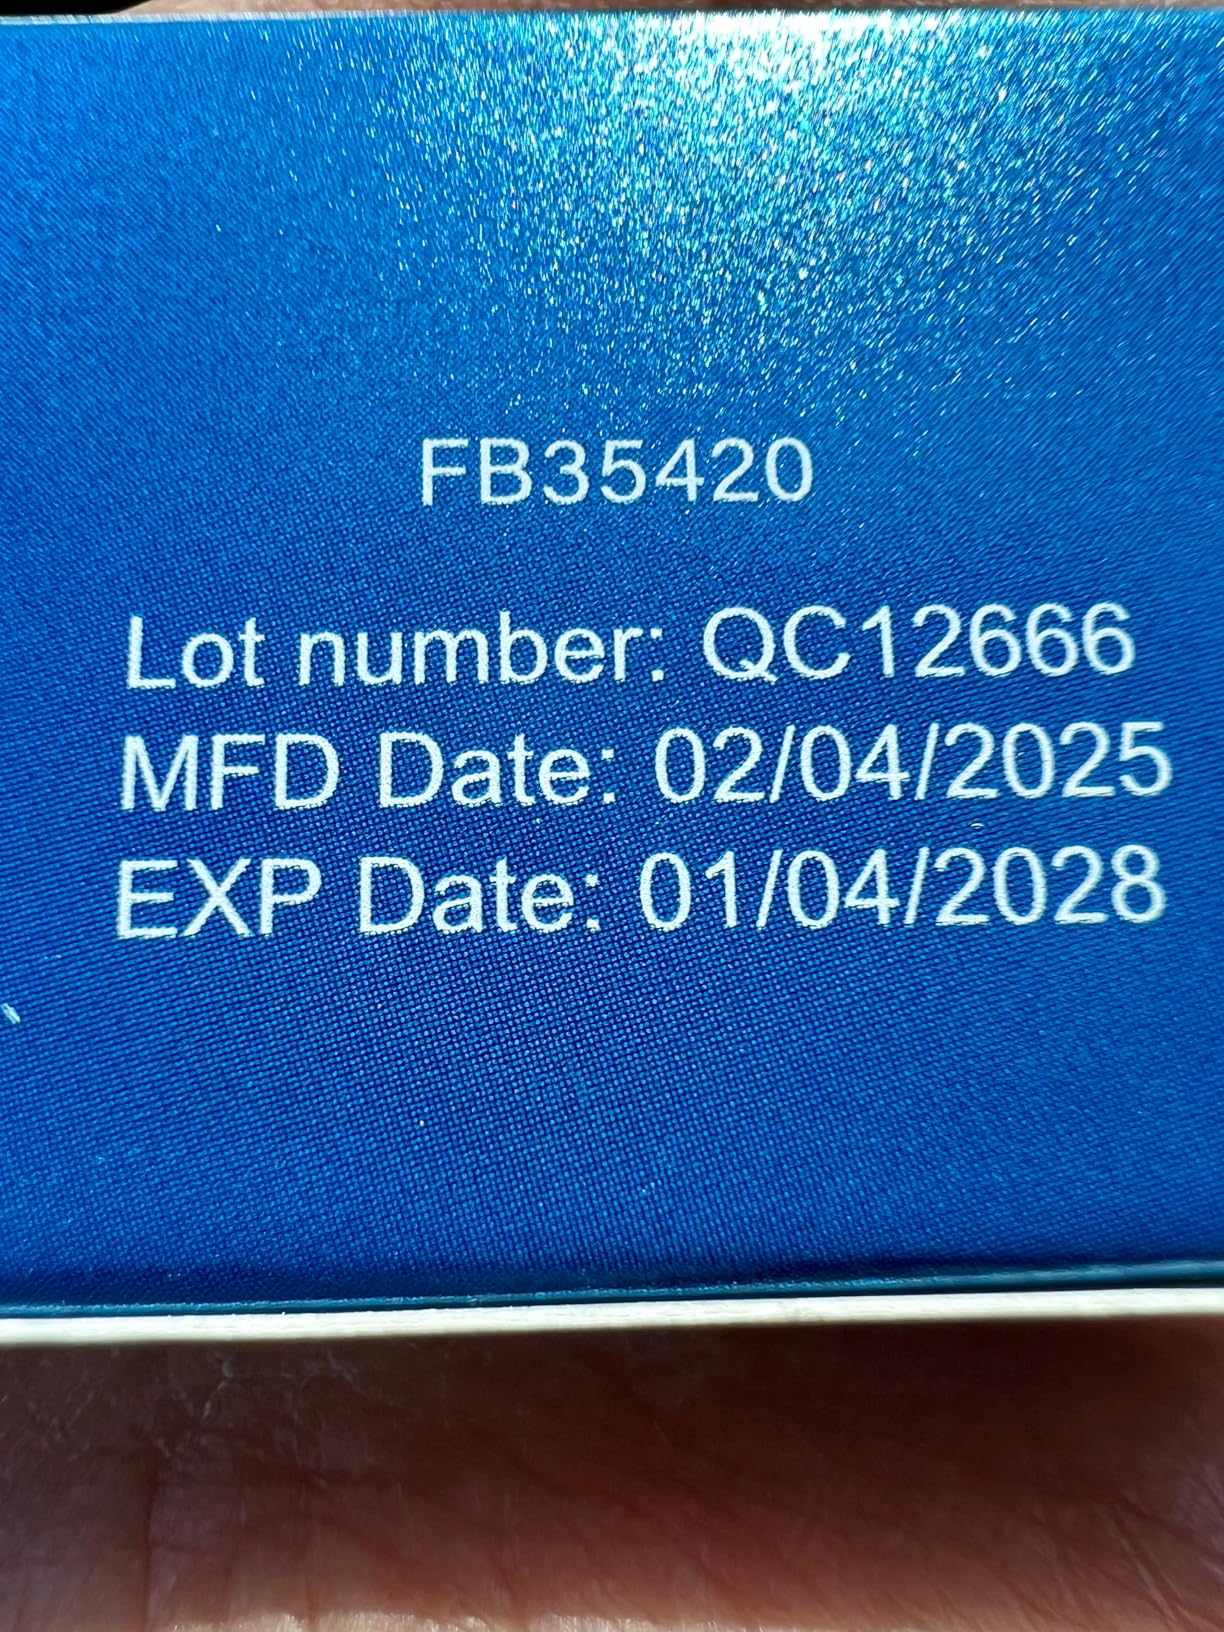 FB35420
Lot number: QC12666
MFD Date: 02/04/2025
EXP Date: 01/04/2028